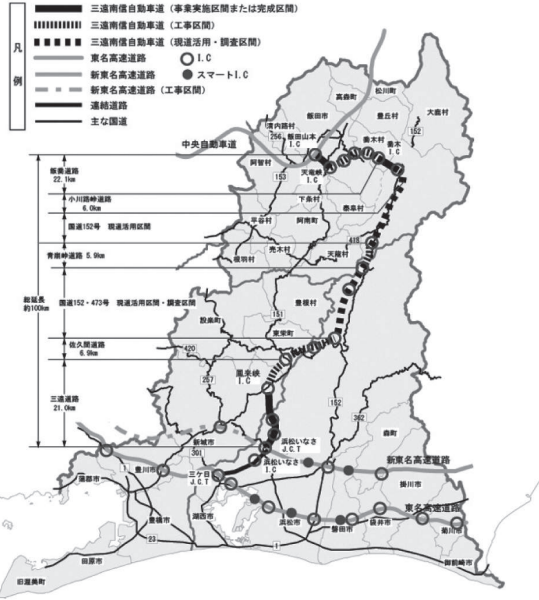 凡例
三遠南信自動車道(事業実施区間または完成区間)
三遠南信自動車道(工事区間)
三遠南信自動車道(現道活用・調査区間)
東名高速道路
I.C
新東名高速道路
スマートI.C
新東名高速道路(工事区間)
連結道路
主な国道
松川町
高森町
大鹿村
飯田市
豊丘村
152
喬木村
喬木I.C
256
飯田山本I.C
中央自動車道
阿智村
天竜峡I.C
153
飯喬道路
22.1km
小川路峠道路
6.0km
下条村
泰阜村
平谷村
阿南町
国道152号 現道活用区間
418
売木村
天龍村
青崩峠道路 5.9km
根羽村
総延長
約100km
国道152・473号 現道活用区間・調査区間
豊根村
151
設楽町
東栄町
佐久間道路
6.9km
420
鳳来峡I.C
257
152
362
三遠道路
21.0km
森町
新城市
301
浜松いなさJ.C.T
浜松いなさI.C
新東名高速道路
1
豊川市
三ケ日J.C.T
蒲郡市
掛川市
豊橋市
湖西市
浜松市
磐田市
袋井市
東名高速道路
菊川市
23
1
田原市
御前崎市
旧渥美町